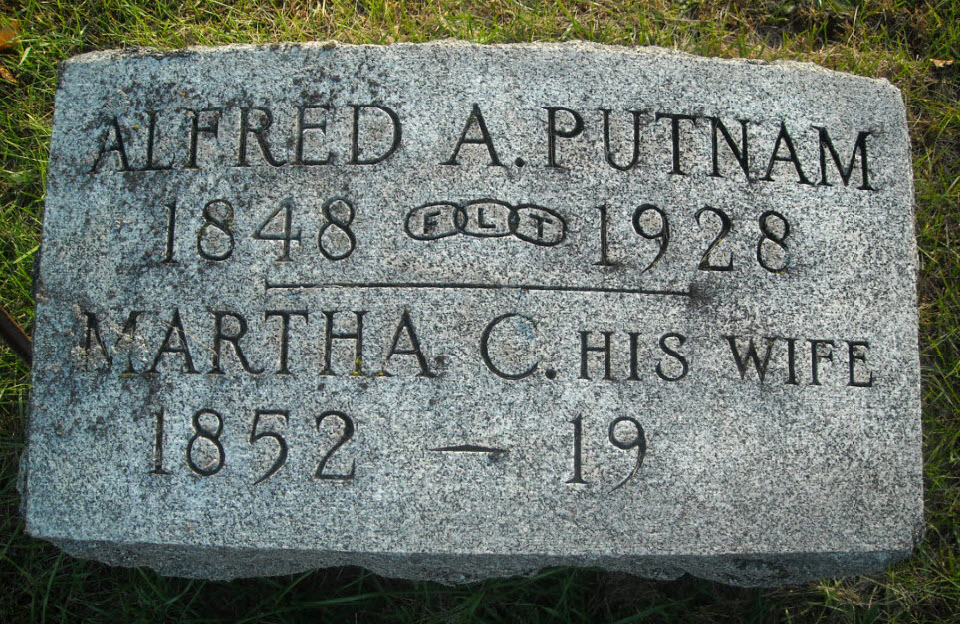 ALFRED A. PUTNAM
1848 FLT 1928
MARTHA C. HIS WIFE
1852 — 19